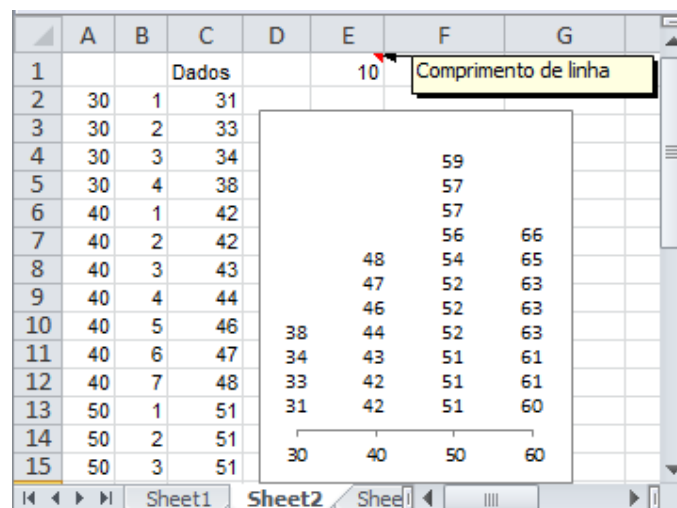 A B C D E F G
1 Dados 10 Comprimento de linha
2 30 1 31
3 30 2 33
4 30 3 34 59
5 30 4 38 57
6 40 1 42 57
7 40 2 42 56 66
8 40 3 43 48 54 65
9 40 4 44 47 52 63
10 40 5 46 46 52 63
11 40 6 47 38 44 52 63
12 40 7 48 34 43 51 61
13 50 1 51 33 42 51 61
14 50 2 51 31 42 51 60
15 50 3 51 30 40 50 60
Sheet1 Sheet2 Shee